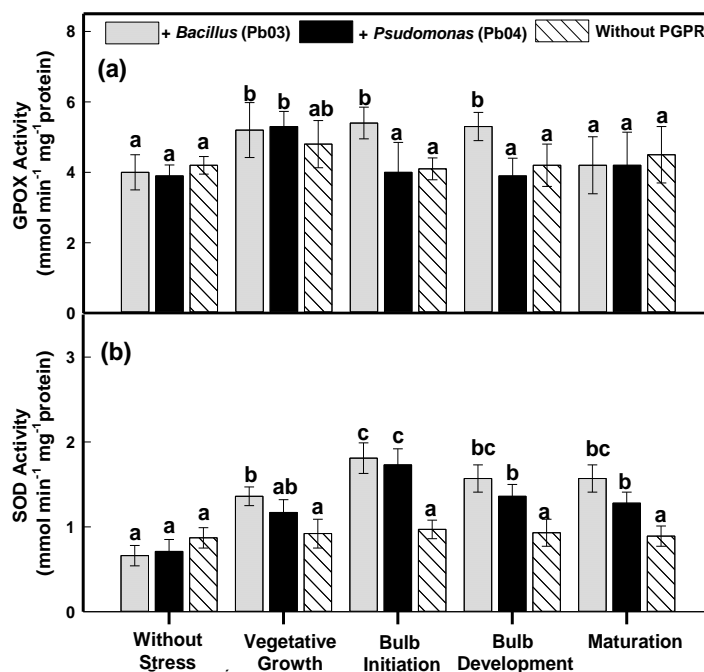 + Bacillus (Pb03) + Psudomonas (Pb04) Without PGPR
(a)
GPOX Activity
(mmol min⁻¹ mg⁻¹protein)
8
6
4
2
0
a a a b b ab b a a b a a a a a
(b)
SOD Activity
(mmol min⁻¹ mg⁻¹protein)
3
2
1
0
a a a b ab a c c a bc b a bc b a
Without Vegetative Bulb Bulb Maturation
Stress Growth Initiation Development